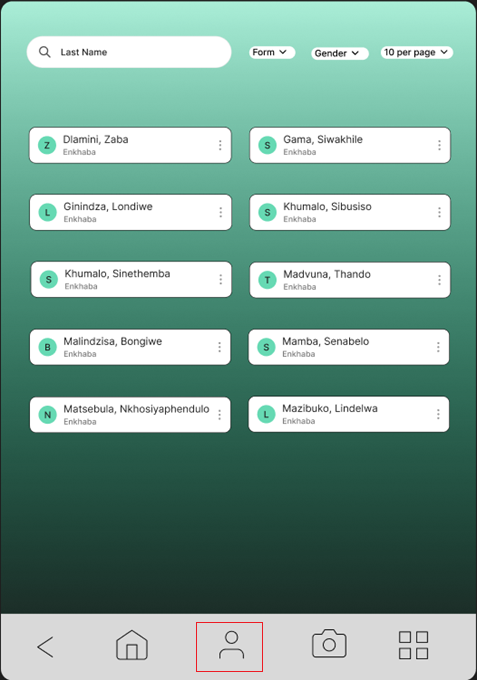 Last Name
Form
Gender
10 per page
Z
Dlamini, Zaba
Enkhaba
S
Gama, Siwakhile
Enkhaba
L
Ginindza, Londiwe
Enkhaba
S
Khumalo, Sibusiso
Enkhaba
S
Khumalo, Sinethemba
Enkhaba
T
Madvuna, Thando
Enkhaba
B
Malindzisa, Bongiwe
Enkhaba
S
Mamba, Senabelo
Enkhaba
N
Matsebula, Nkhosiyaphendulo
Enkhaba
L
Mazibuko, Lindelwa
Enkhaba